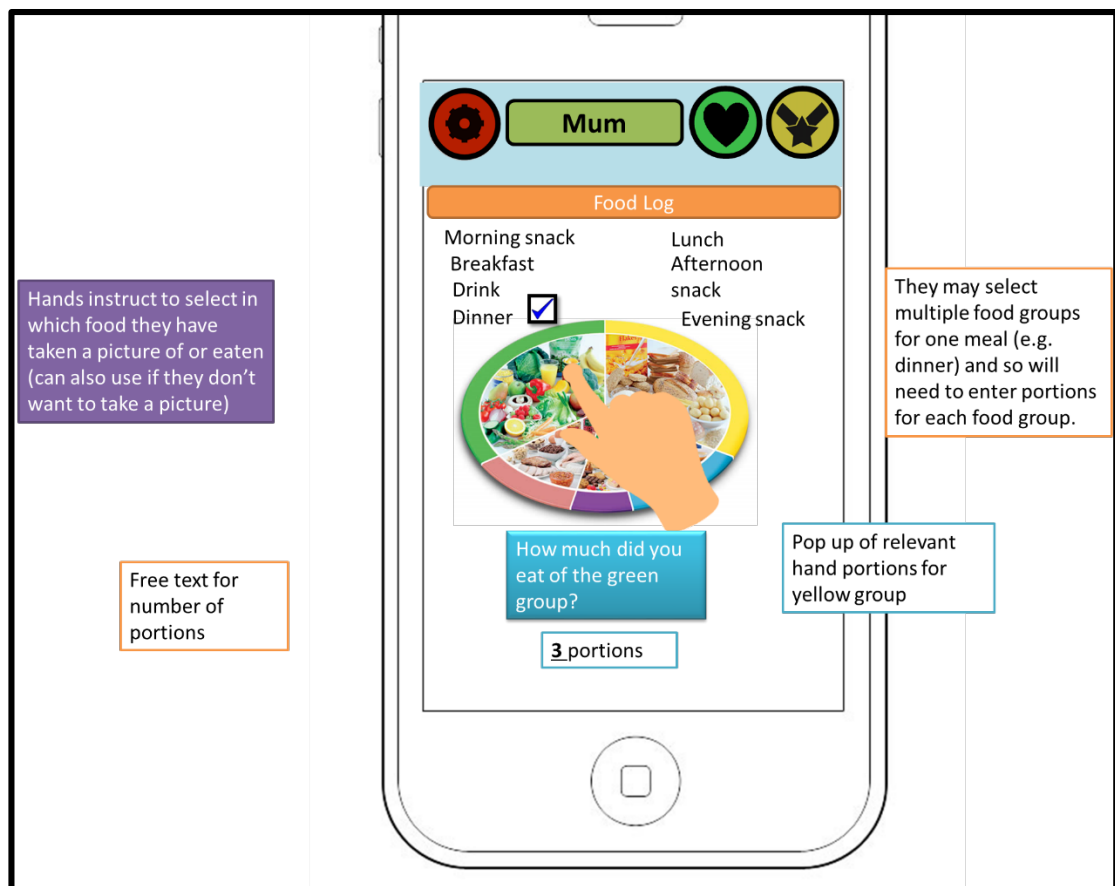 Mum
Food Log
Morning snack
Breakfast
Drink
Dinner
Lunch
Afternoon
snack
Evening snack
Hands instruct to select in
which food they have
taken a picture of or eaten
(can also use if they don't
want to take a picture)
They may select
multiple food groups
for one meal (e.g.
dinner) and so will
need to enter portions
for each food group.
How much did you
eat of the green
group?
Pop up of relevant
hand portions for
yellow group
Free text for
number of
portions
3 portions